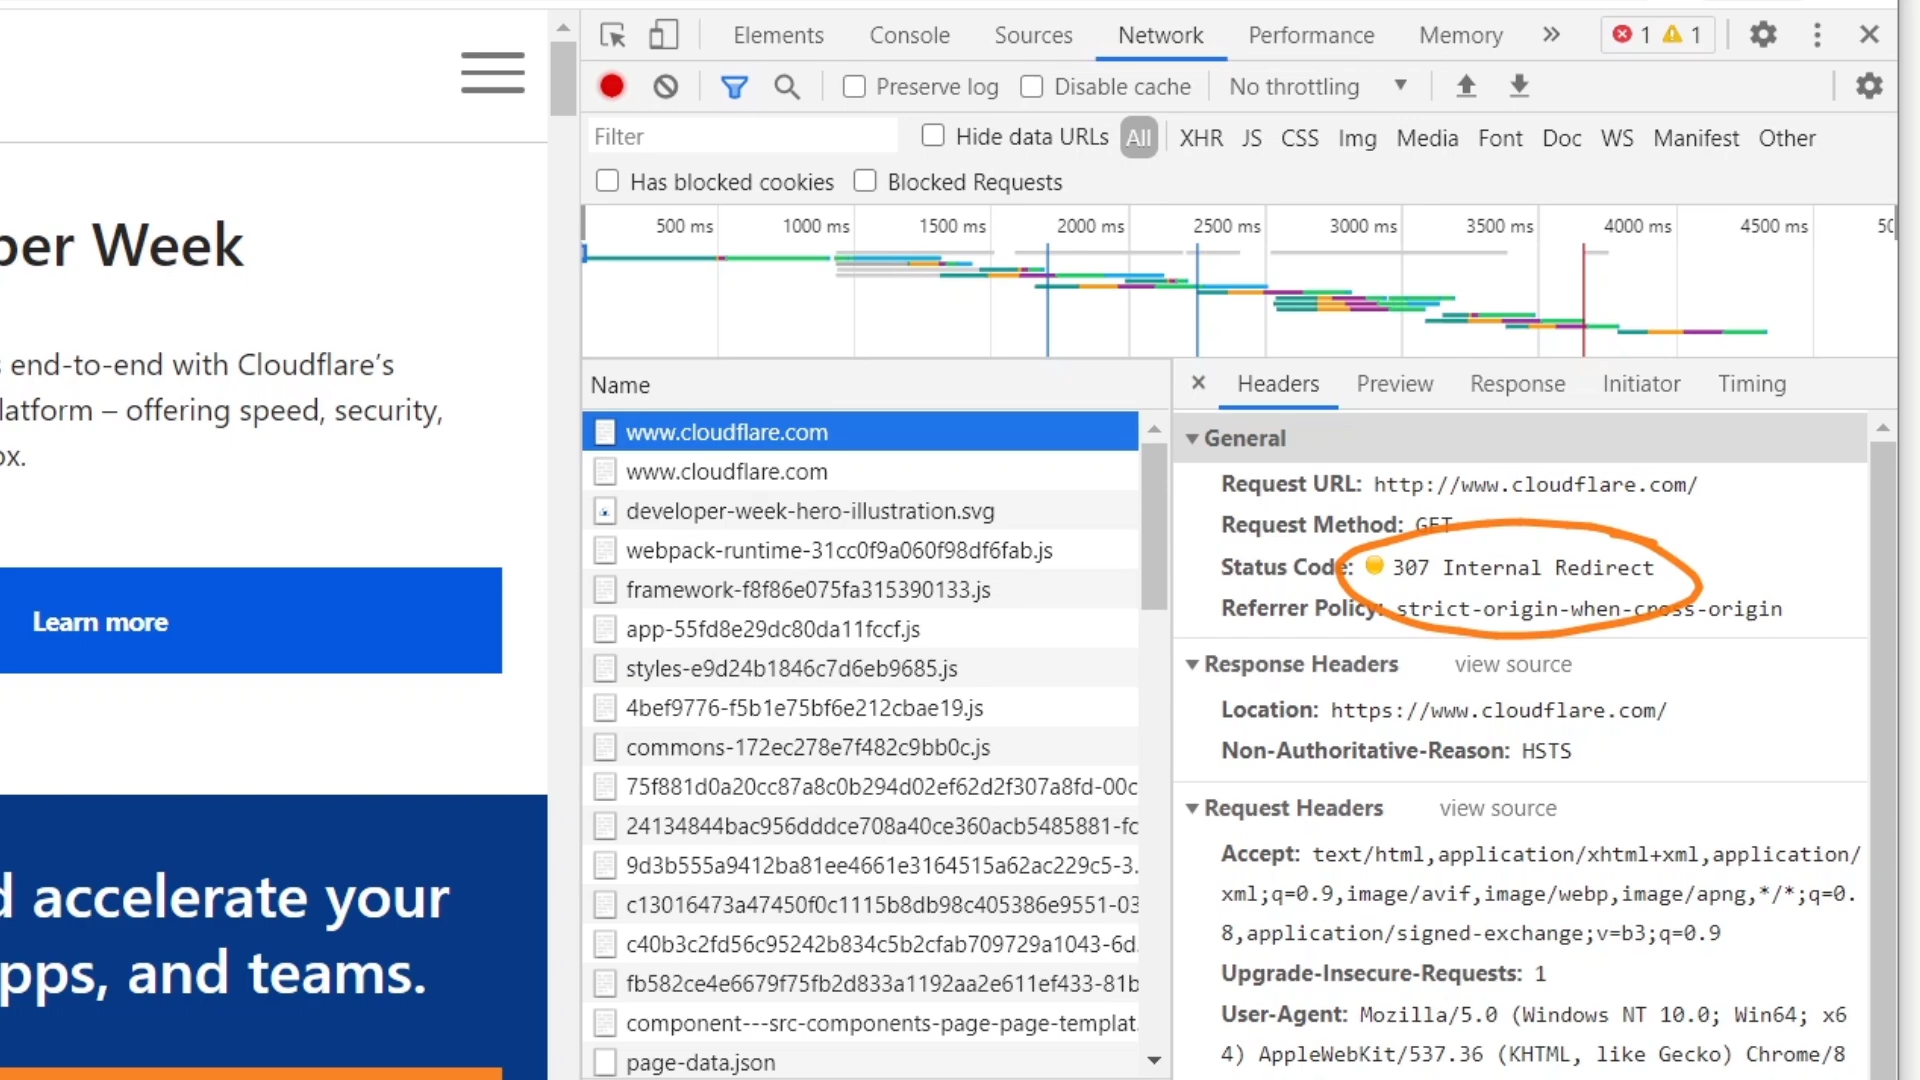 Elements Console Sources Network Performance Memory » 1 1
Preserve log Disable cache No throttling
Filter Hide data URLs All XHR JS CSS Img Media Font Doc WS Manifest Other
Has blocked cookies Blocked Requests
500 ms 1000 ms 1500 ms 2000 ms 2500 ms 3000 ms 3500 ms 4000 ms 4500 ms
per Week
s end-to-end with Cloudflare’s
latform – offering speed, security,
ox.
Learn more
d accelerate your
pps, and teams.
Name
www.cloudflare.com
www.cloudflare.com
developer-week-hero-illustration.svg
webpack-runtime-31cc0f9a060f98df6fab.js
framework-f8f86e075fa315390133.js
app-55fd8e29dc80da11fccf.js
styles-e9d24b1846c7d6eb9685.js
4bef9776-f5b1e75bf6e212cbae19.js
commons-172ec278e7f482c9bb0c.js
75f881d0a20cc87a8c0b294d02ef62d2f307a8fd-00c
24134844bac956dddce708a40ce360acb5485881-fc
9d3b555a9412ba81ee4661e3164515a62ac229c5-3.
c13016473a47450f0c1115b8db98c405386e9551-03
c40b3c2fd56c95242b834c5b2cfab709729a1043-6d
fb582ce4e6679f75fb2d833a1192aa2e611ef433-81b
component---src-components-page-page-templat
page-data.json
Headers Preview Response Initiator Timing
General
Request URL: http://www.cloudflare.com/
Request Method: GET
Status Code: 307 Internal Redirect
Referrer Policy: strict-origin-when-cross-origin
Response Headers view source
Location: https://www.cloudflare.com/
Non-Authoritative-Reason: HSTS
Request Headers view source
Accept: text/html,application/xhtml+xml,application/
xml;q=0.9,image/avif,image/webp,image/apng,*/*;q=0.
8,application/signed-exchange;v=b3;q=0.9
Upgrade-Insecure-Requests: 1
User-Agent: Mozilla/5.0 (Windows NT 10.0; Win64; x6
4) AppleWebKit/537.36 (KHTML, like Gecko) Chrome/8